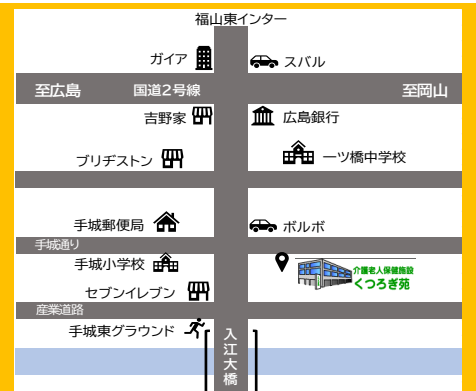 福山東インター
ガイア
スバル
至広島
国道2号線
至岡山
吉野家
広島銀行
ブリヂストン
一ツ橋中学校
手城郵便局
ボルボ
手城通り
手城小学校
介護老人保健施設
くつろぎ苑
セブンイレブン
産業道路
手城東グラウンド
入江大橋